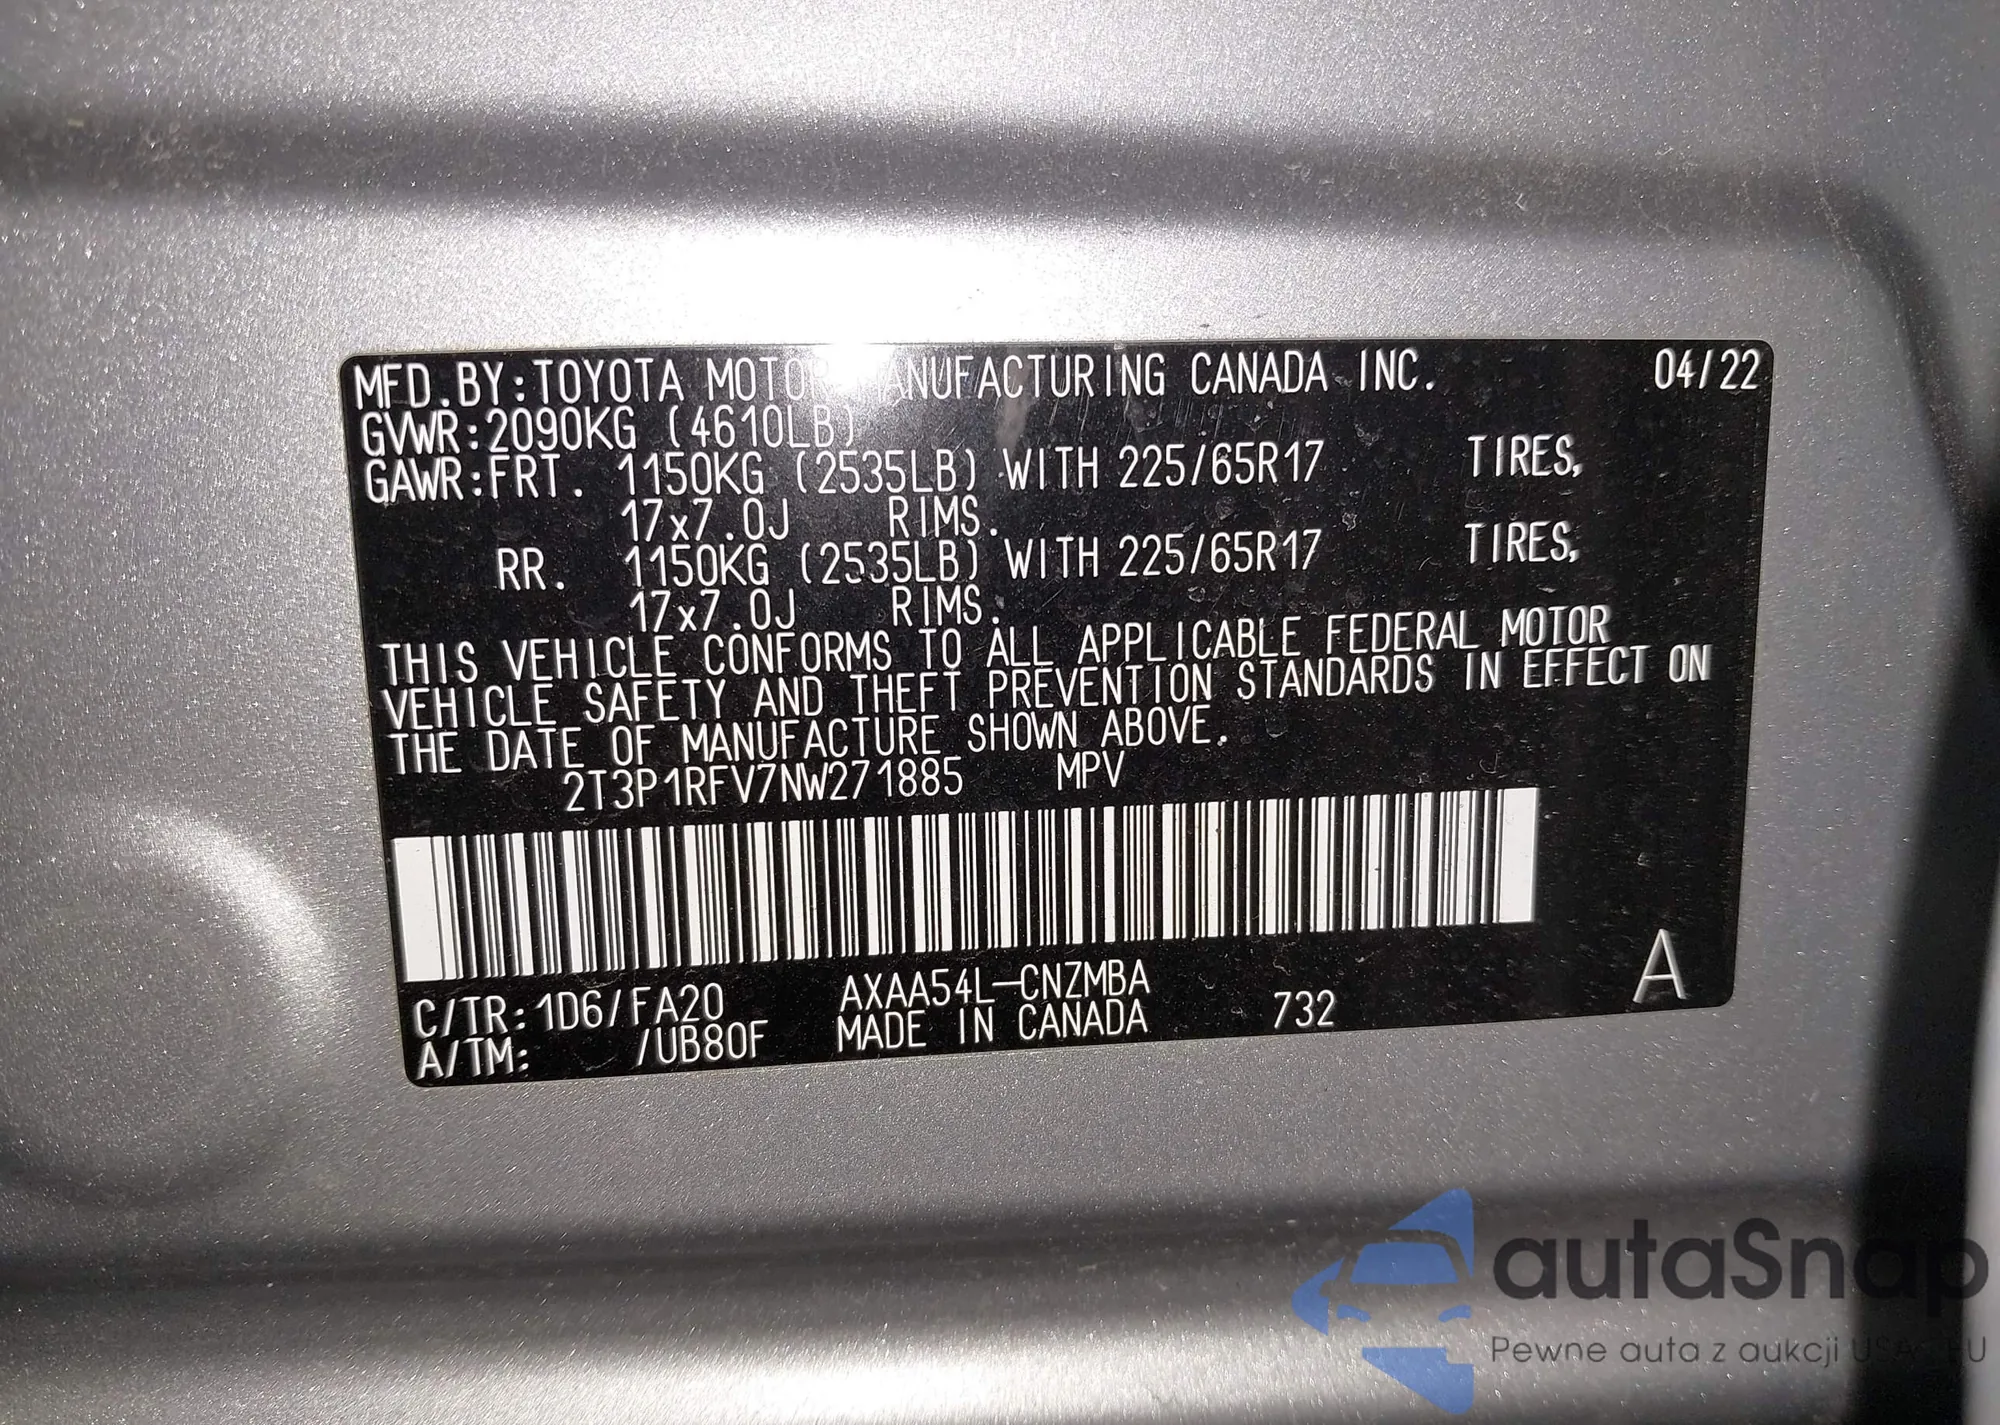 MFD.BY:TOYOTA MOTOR MANUFACTURING CANADA INC. 04/22
GVWR:2090KG (4610LB)
GAWR:FRT. 1150KG (2535LB) WITH 225/65R17 TIRES,
17x7.0J RIMS.
RR. 1150KG (2535LB) WITH 225/65R17 TIRES,
17x7.0J RIMS.
THIS VEHICLE CONFORMS TO ALL APPLICABLE FEDERAL MOTOR
VEHICLE SAFETY AND THEFT PREVENTION STANDARDS IN EFFECT ON
THE DATE OF MANUFACTURE SHOWN ABOVE.
2T3P1RFV7NW271885 MPV
C/TR:1D6/FA20 AXAA54L-CNZMBA
A/TM: /UB80F MADE IN CANADA 732 A
autaSnap
Pewne auta z aukcji USA i EU